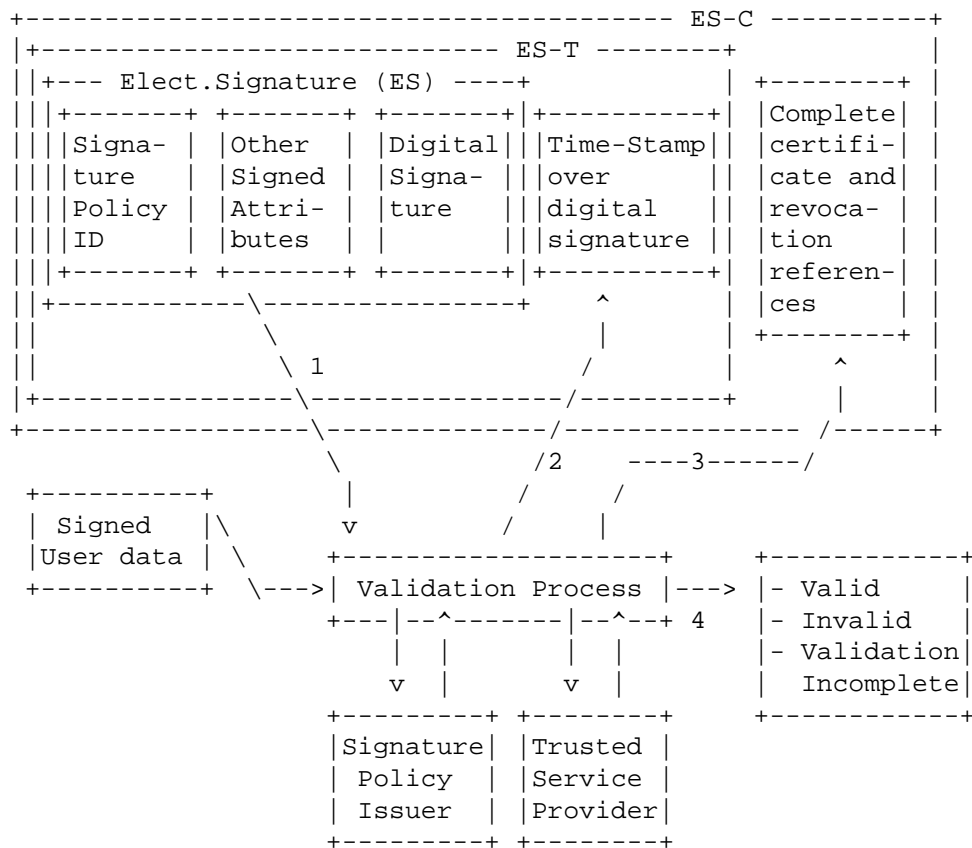 ES-C
ES-T
Elect.Signature (ES)
Complete
Signa- Other Digital Time-Stamp certifi-
ture Signed Signa- over cate and
Policy Attri- ture digital revoca-
ID butes signature tion
referen-
ces
1
2 3
Signed
User data
Validation Process - Valid
4 - Invalid
- Validation
Incomplete
Signature Trusted
Policy Service
Issuer Provider